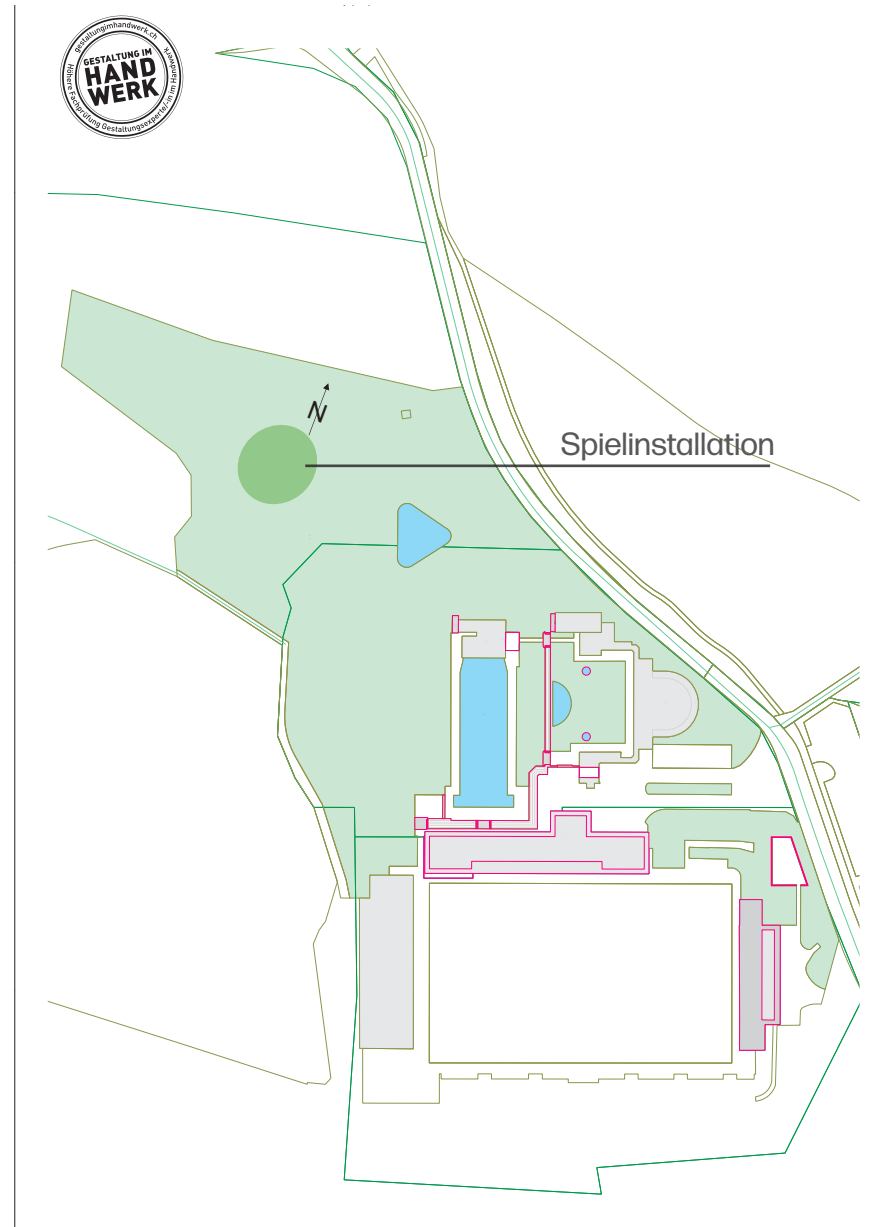 gestaltungimhandwerk.ch
GESTALTUNG IM
HAND
WERK
Höhere Fachprüfung Gestaltungsexperte/-in im Handwerk
N
Spielinstallation